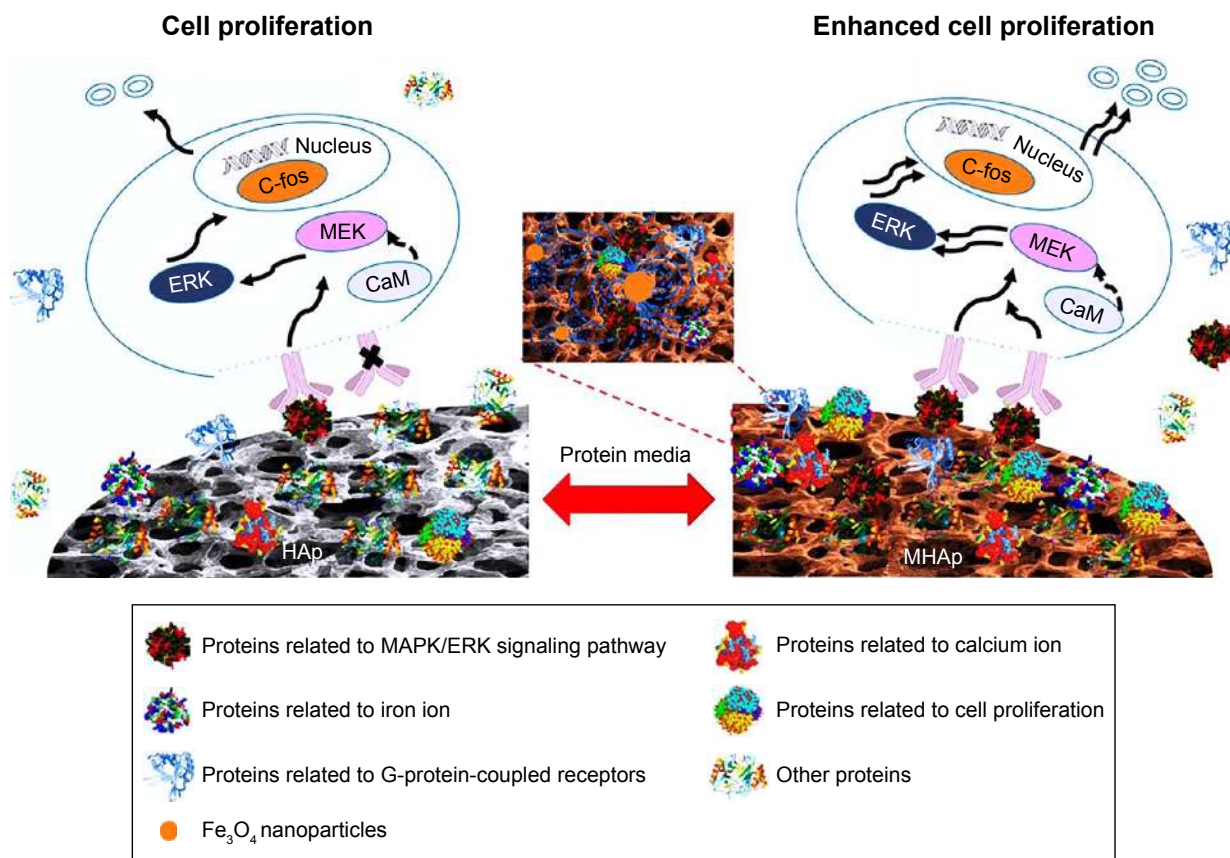 Cell proliferation
Enhanced cell proliferation
Nucleus
C-fos
MEK
ERK
CaM
HAp
Nucleus
C-fos
ERK
MEK
CaM
Protein media
MHAp
Proteins related to MAPK/ERK signaling pathway
Proteins related to calcium ion
Proteins related to iron ion
Proteins related to cell proliferation
Proteins related to G-protein-coupled receptors
Other proteins
Fe₃O₄ nanoparticles